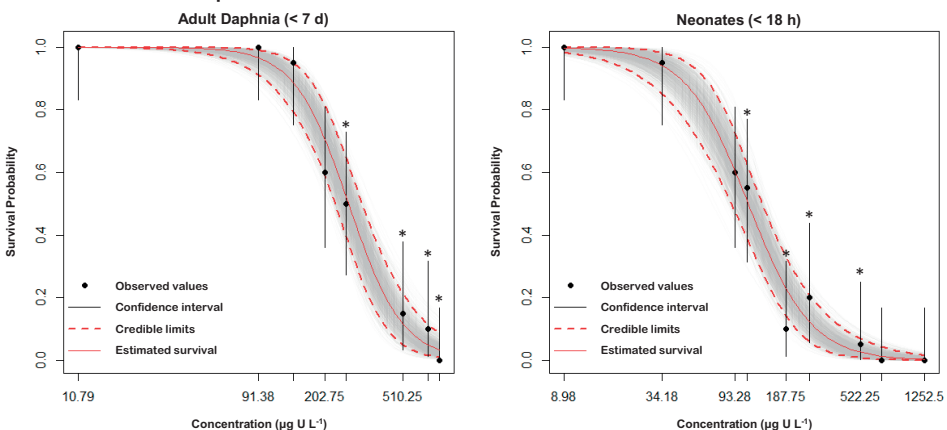 Adult Daphnia (< 7 d)
Survival Probability
1.0
0.8
0.6
0.4
0.2
0.0
*
*
*
*
Observed values
Confidence interval
Credible limits
Estimated survival
10.79 91.38 202.75 510.25
Concentration (µg U L-1)
Neonates (< 18 h)
Survival Probability
1.0
0.8
0.6
0.4
0.2
0.0
*
*
*
*
Observed values
Confidence interval
Credible limits
Estimated survival
8.98 34.18 93.28 187.75 522.25 1252.5
Concentration (µg U L-1)